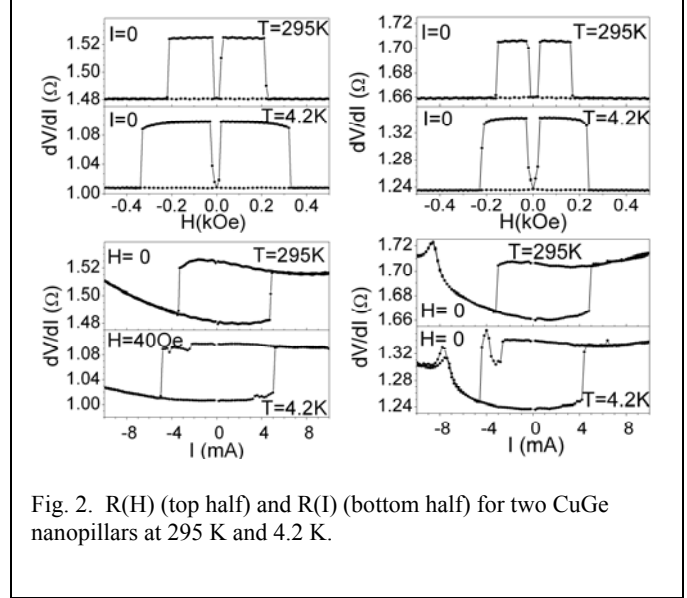 I=0
T=295K
1.52
1.50
1.48
dV/dI (Ω)
I=0
T=4.2K
1.08
1.04
1.00
-0.4 -0.2 0.0 0.2 0.4
H(kOe)
1.72
I=0
T=295K
1.70
1.68
1.66
dV/dI (Ω)
I=0
T=4.2K
1.32
1.28
1.24
-0.4 -0.2 0.0 0.2 0.4
H(kOe)
H= 0
T=295K
1.52
1.48
dV/dI (Ω)
H=40Oe
T=4.2K
1.08
1.04
1.00
-8 -4 0 4 8
I (mA)
1.72
T=295K
1.70
1.68
1.66
H= 0
dV/dI (Ω)
H= 0
T=4.2K
1.32
1.28
1.24
-8 -4 0 4 8
I (mA)
Fig. 2. R(H) (top half) and R(I) (bottom half) for two CuGe
nanopillars at 295 K and 4.2 K.